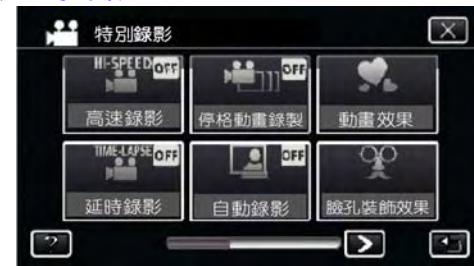 特別錄影
HI-SPEED OFF
OFF
高速錄影
停格動畫錄製
動畫效果
TIME-LAPSE OFF
OFF
延時錄影
自動錄影
臉孔裝飾效果
?